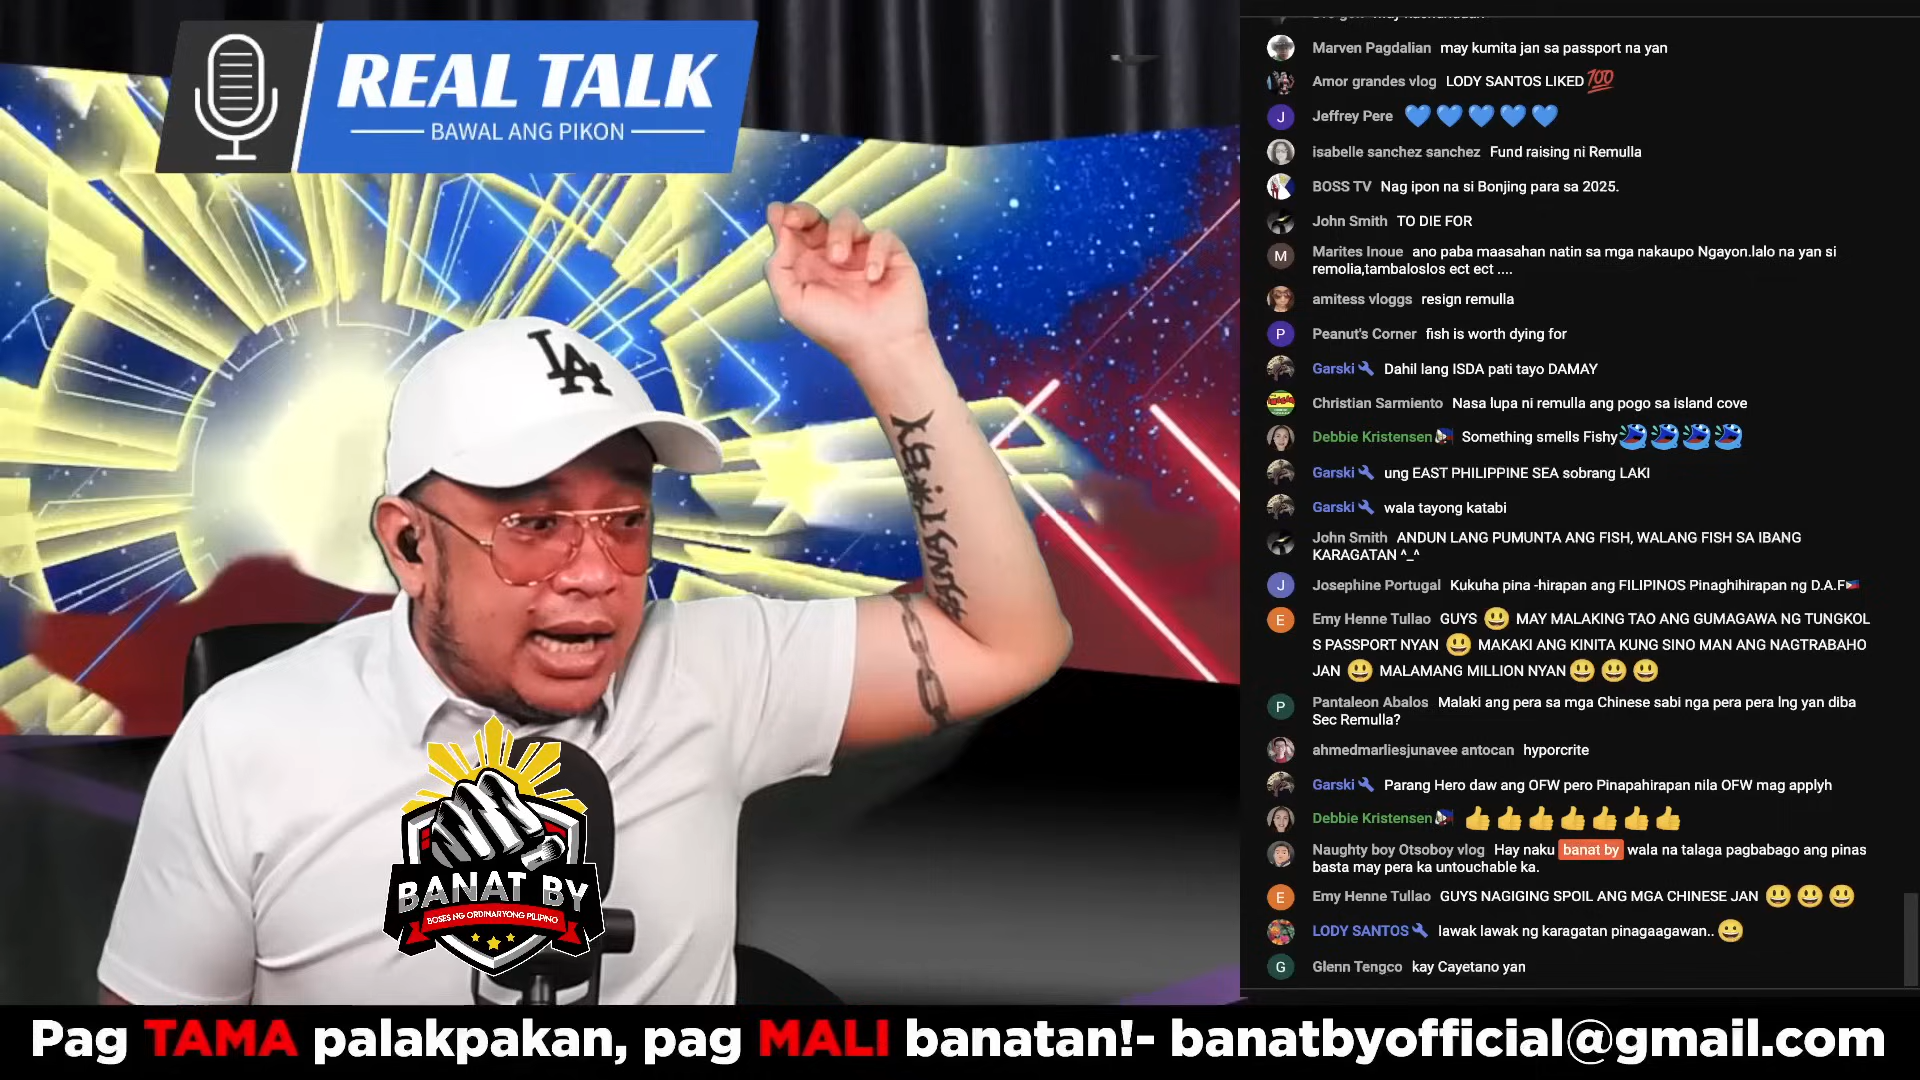 REAL TALK
BAWAL ANG PIKON
LA
BANAT BY
BOSES NG ORDINARYONG PILIPINO
Marven Pagdalian may kumita jan sa passport na yan
Amor grandes vlog LODY SANTOS LIKED💯
J Jeffrey Pere 💙💙💙💙💙
isabelle sanchez sanchez Fund raising ni Remulla
BOSS TV Nag ipon na si Bonjing para sa 2025.
John Smith TO DIE FOR
M Marites Inoue ano paba maasahan natin sa mga nakaupo Ngayon.lalo na yan si
remolia,tambaloslos ect ect ....
amitess vloggs resign remulla
P Peanut's Corner fish is worth dying for
Garski Dahil lang ISDA pati tayo DAMAY
Christian Sarmiento Nasa lupa ni remulla ang pogo sa island cove
Debbie Kristensen Something smells Fishy
Garski ung EAST PHILIPPINE SEA sobrang LAKI
Garski wala tayong katabi
John Smith ANDUN LANG PUMUNTA ANG FISH, WALANG FISH SA IBANG
KARAGATAN ^_^
J Josephine Portugal Kukuha pina -hirapan ang FILIPINOS Pinaghihirapan ng D.A.F🇵🇭
E Emy Henne Tullao GUYS 😃 MAY MALAKING TAO ANG GUMAGAWA NG TUNGKOL
S PASSPORT NYAN 😃 MAKAKI ANG KINITA KUNG SINO MAN ANG NAGTRABAHO
JAN 😃 MALAMANG MILLION NYAN 😃😃😃
P Pantaleon Abalos Malaki ang pera sa mga Chinese sabi nga pera pera lng yan diba
Sec Remulla?
ahmedmarliesjunavee antocan hyporcrite
Garski Parang Hero daw ang OFW pero Pinapahirapan nila OFW mag applyh
Debbie Kristensen 👍👍👍👍👍👍👍
Naughty boy Otsoboy vlog Hay naku banat by wala na talaga pagbabago ang pinas
basta may pera ka untouchable ka.
E Emy Henne Tullao GUYS NAGIGING SPOIL ANG MGA CHINESE JAN 😃😃😃
LODY SANTOS lawak lawak ng karagatan pinagaagawan.. 😀
G Glenn Tengco kay Cayetano yan
Pag TAMA palakpakan, pag MALI banatan!- banatbyofficial@gmail.com